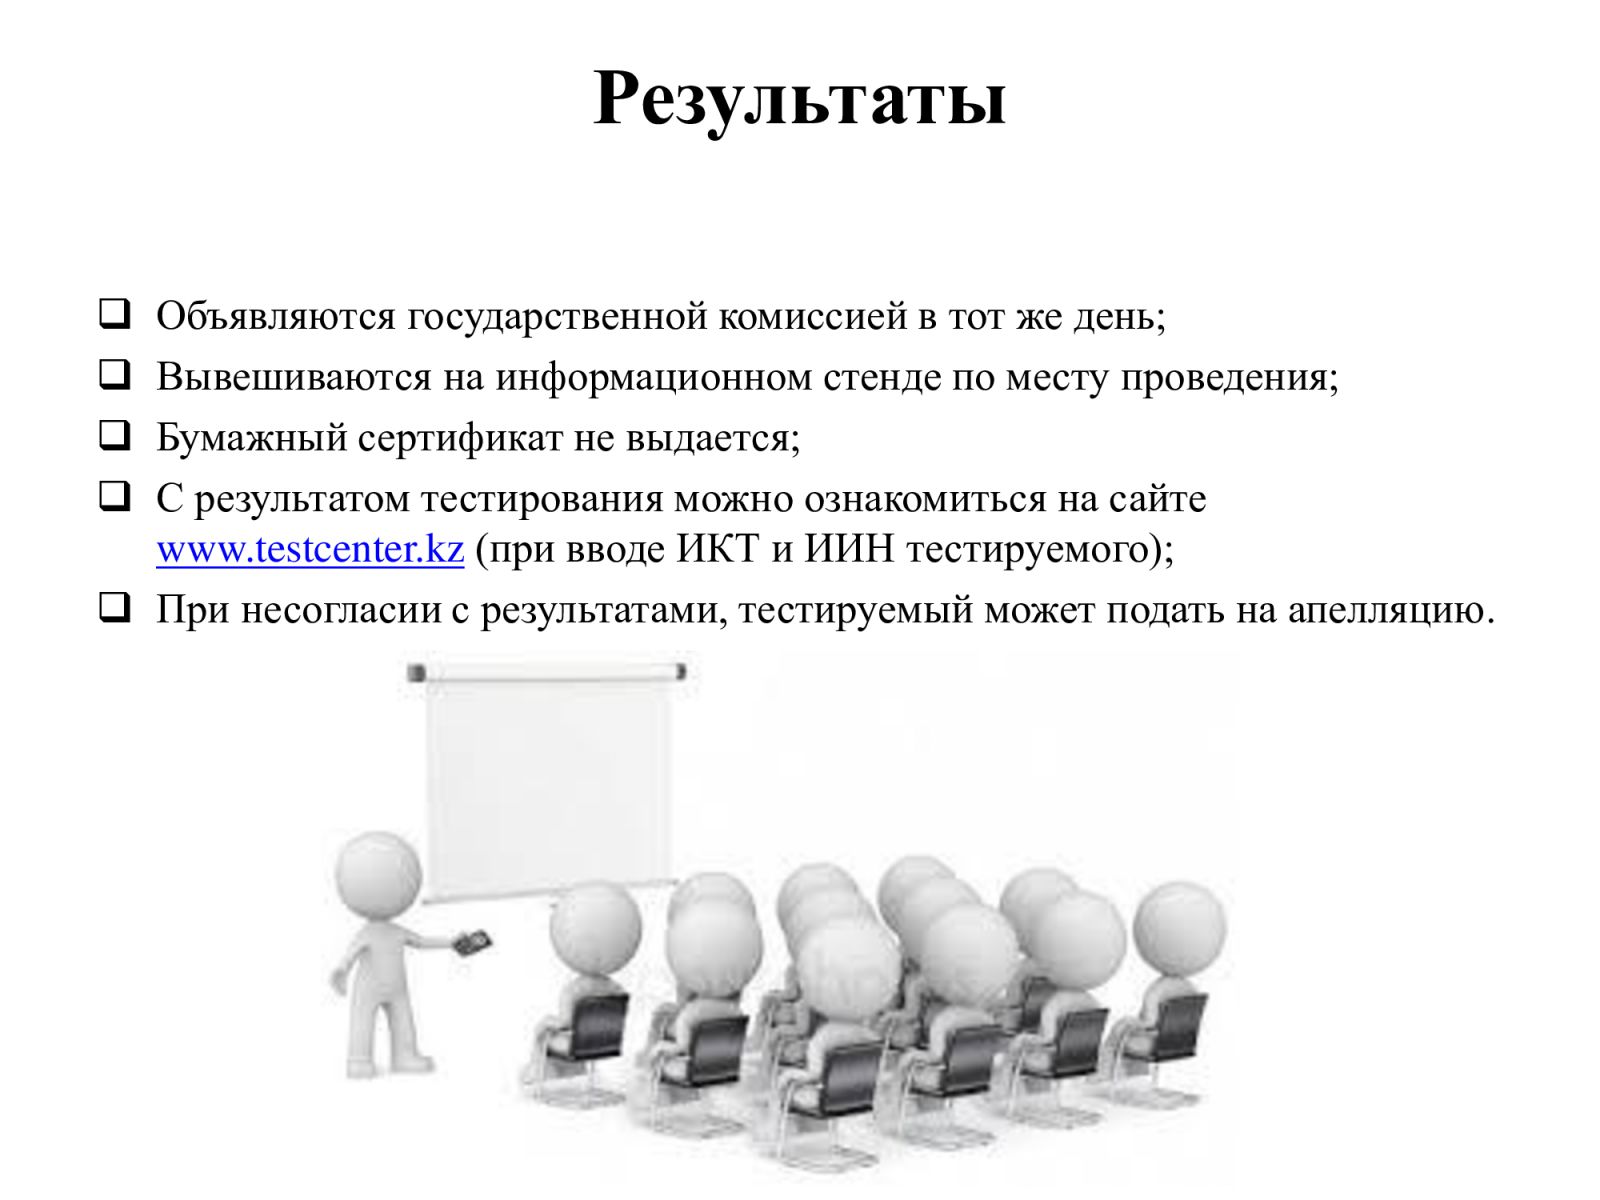 Результаты
Объявляются государственной комиссией в тот же день;
Вывешиваются на информационном стенде по месту проведения;
Бумажный сертификат не выдается;
С результатом тестирования можно ознакомиться на сайте
www.testcenter.kz (при вводе ИКТ и ИИН тестируемого);
При несогласии с результатами, тестируемый может подать на апелляцию.